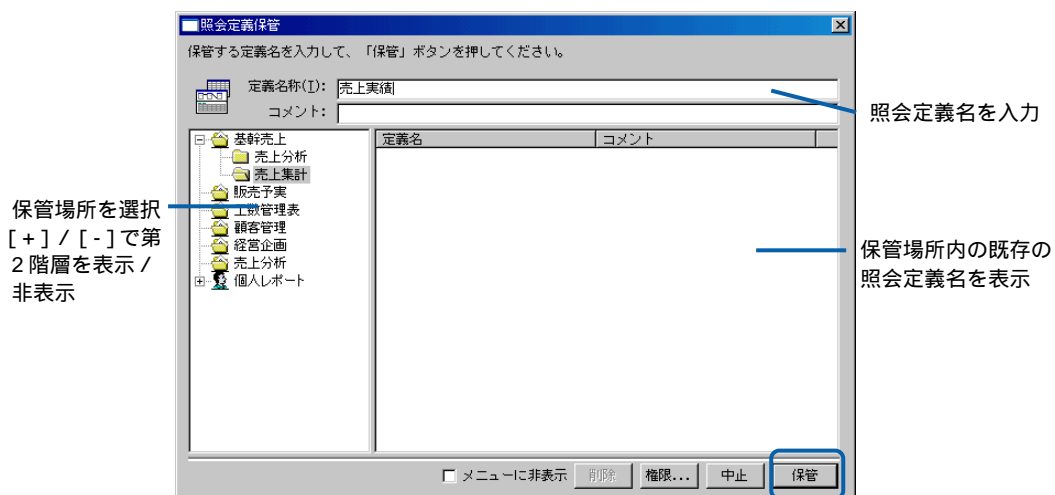 照会定義保管
保管する定義名を入力して、「保管」ボタンを押してください。
定義名称(I): 売上実績
コメント:
照会定義名を入力
定義名 コメント
基幹売上
売上分析
売上集計
販売予実
工数管理表
顧客管理
経営企画
売上分析
個人レポート
保管場所を選択
[+]/[-]で第
2階層を表示/
非表示
保管場所内の既存の
照会定義名を表示
メニューに非表示 削除 権限... 中止 保管